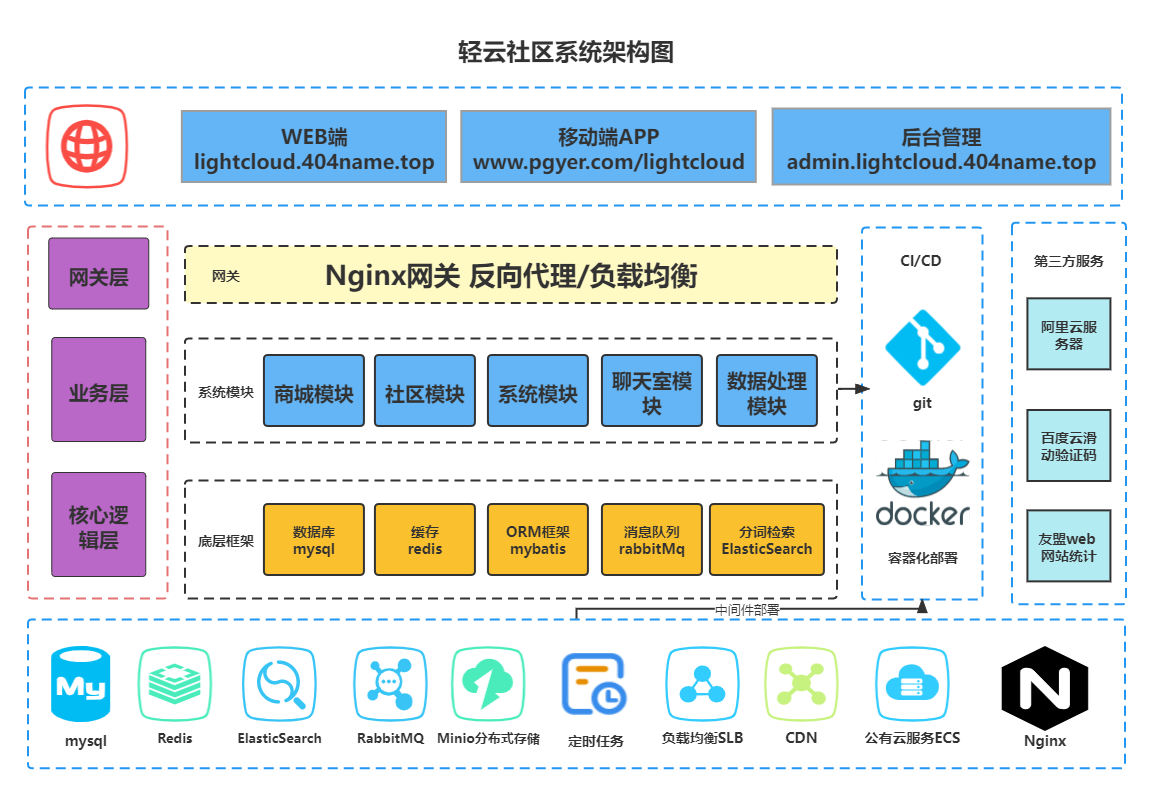 轻云社区系统架构图
WEB端
lightcloud.404name.top
移动端APP
www.pgyer.com/lightcloud
后台管理
admin.lightcloud.404name.top
网关层
网关
Nginx网关 反向代理/负载均衡
业务层
系统模块
商城模块
社区模块
系统模块
聊天室模
块
数据处理
模块
核心逻
辑层
底层框架
数据库
mysql
缓存
redis
ORM框架
mybatis
消息队列
rabbitMq
分词检索
ElasticSearch
CI/CD
git
docker
容器化部署
第三方服务
阿里云服
务器
百度云滑
动验证码
友盟web
网站统计
中间件部署
My
mysql
Redis
ElasticSearch
RabbitMQ
Minio分布式存储
定时任务
负载均衡SLB
CDN
公有云服务ECS
N
Nginx